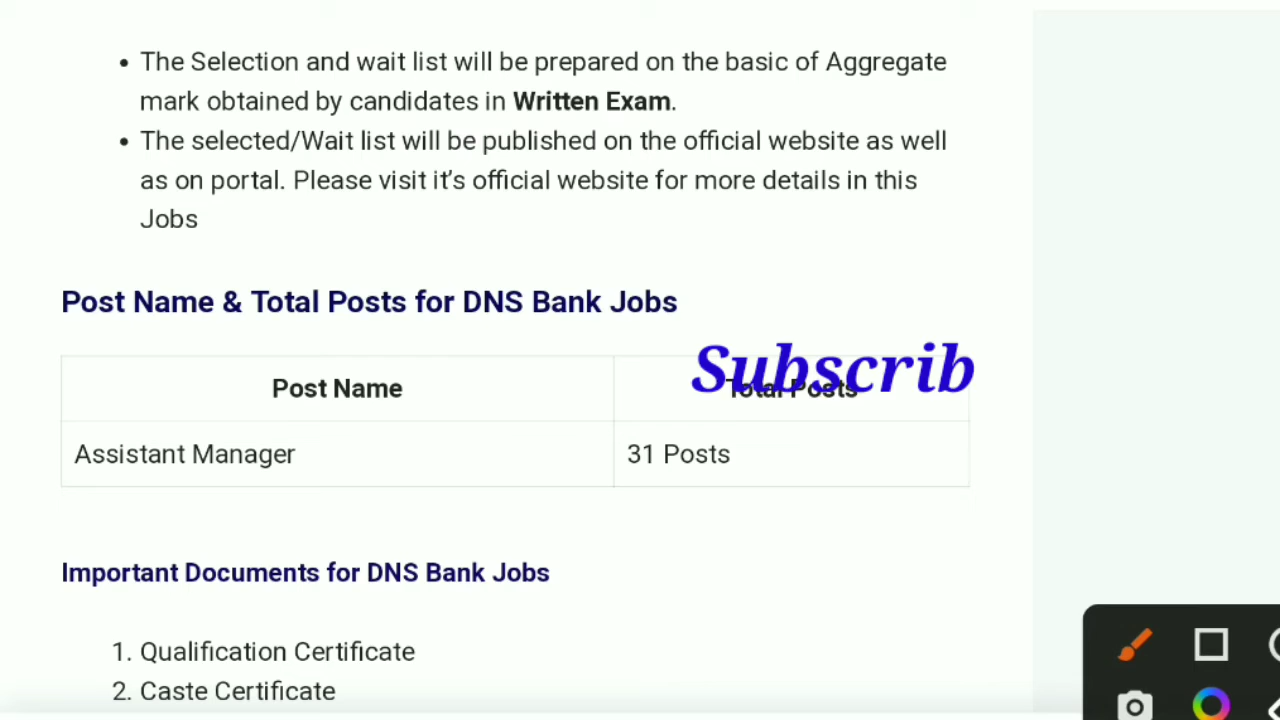 • The Selection and wait list will be prepared on the basic of Aggregate
mark obtained by candidates in Written Exam.
• The selected/Wait list will be published on the official website as well
as on portal. Please visit it’s official website for more details in this
Jobs
Post Name & Total Posts for DNS Bank Jobs
Subscrib
Post Name Total Posts
Assistant Manager 31 Posts
Important Documents for DNS Bank Jobs
1. Qualification Certificate
2. Caste Certificate